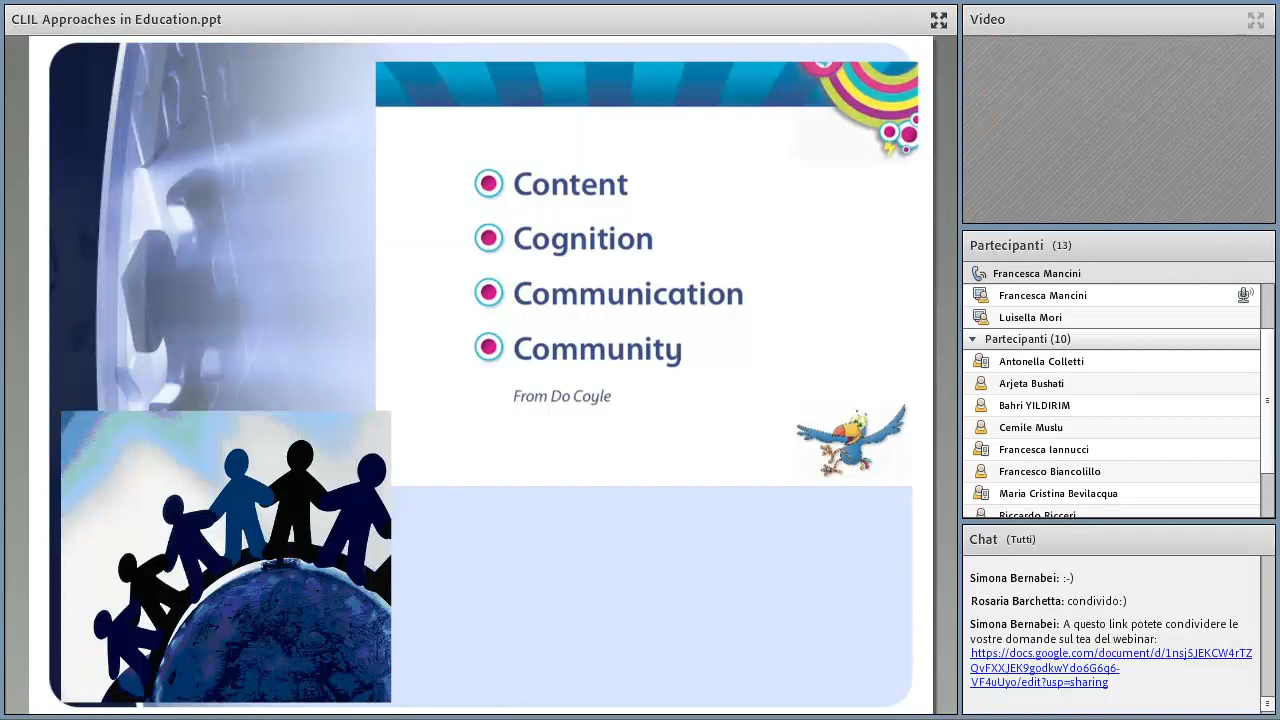 CLIL Approaches in Education.ppt
Content
Cognition
Communication
Community
From Do Coyle
Video
Partecipanti (13)
Francesca Mancini
Francesca Mancini
Luisella Mori
Partecipanti (10)
Antonella Colletti
Arjeta Bushati
Bahri YILDIRIM
Cemile Muslu
Francesca Iannucci
Francesco Biancolillo
Maria Cristina Bevilacqua
Riccardo Ricceri
Chat (Tutti)
Simona Bernabei: :-)
Rosaria Barchetta: condivido:)
Simona Bernabei: A questo link potete condividere le
vostre domande sul tea del webinar:
https://docs.google.com/document/d/1nsj5JEKCW4rTZ
QvFXXJEK9godkwYdo6G6q6-
VF4uUyo/edit?usp=sharing